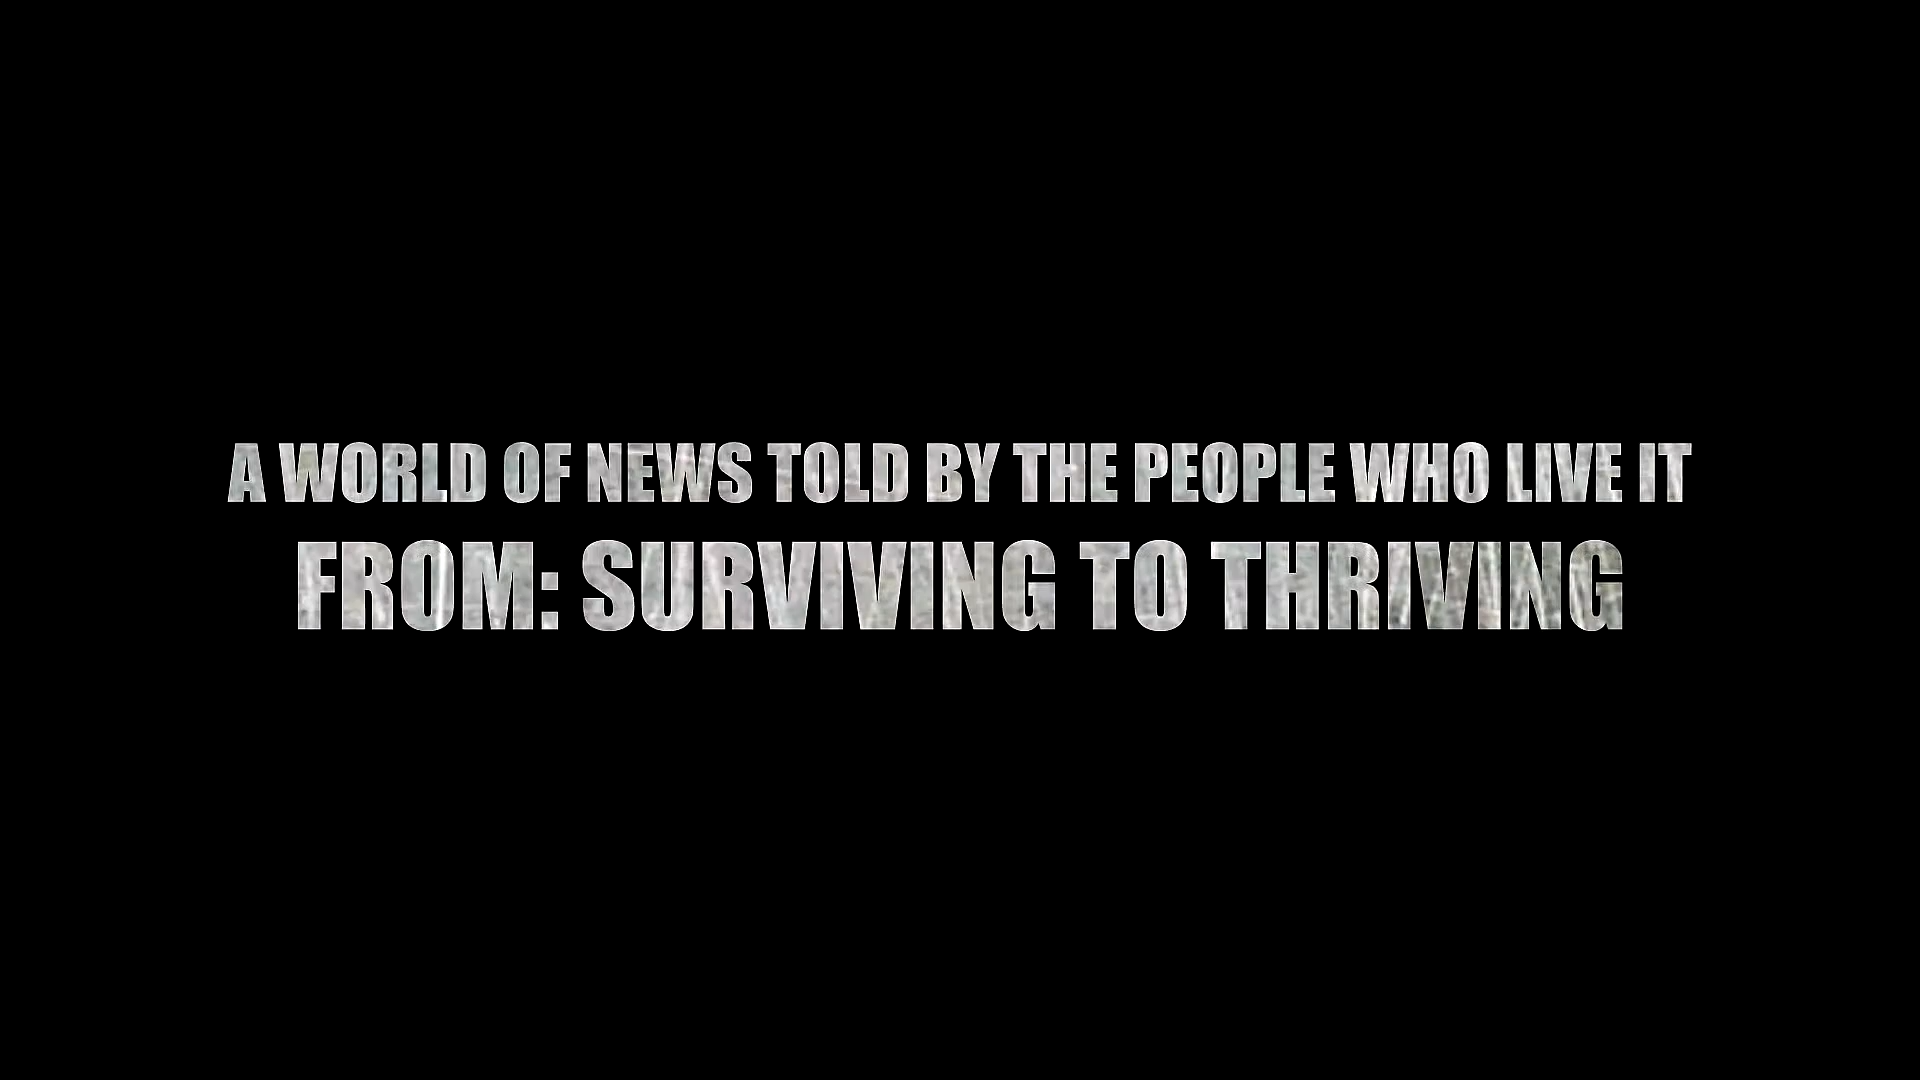 A WORLD OF NEWS TOLD BY THE PEOPLE WHO LIVE IT
FROM: SURVIVING TO THRIVING